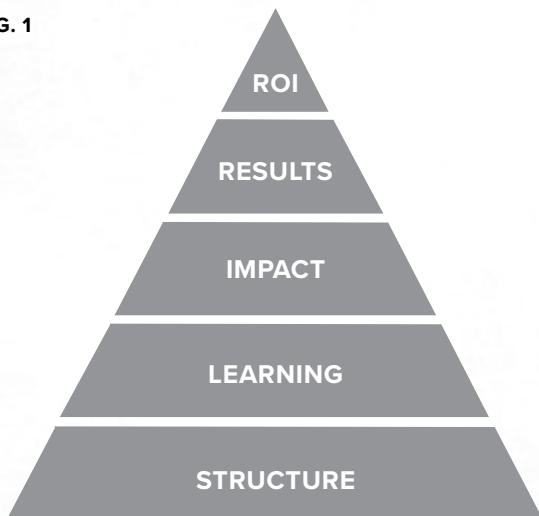 G. 1
ROI
RESULTS
IMPACT
LEARNING
STRUCTURE